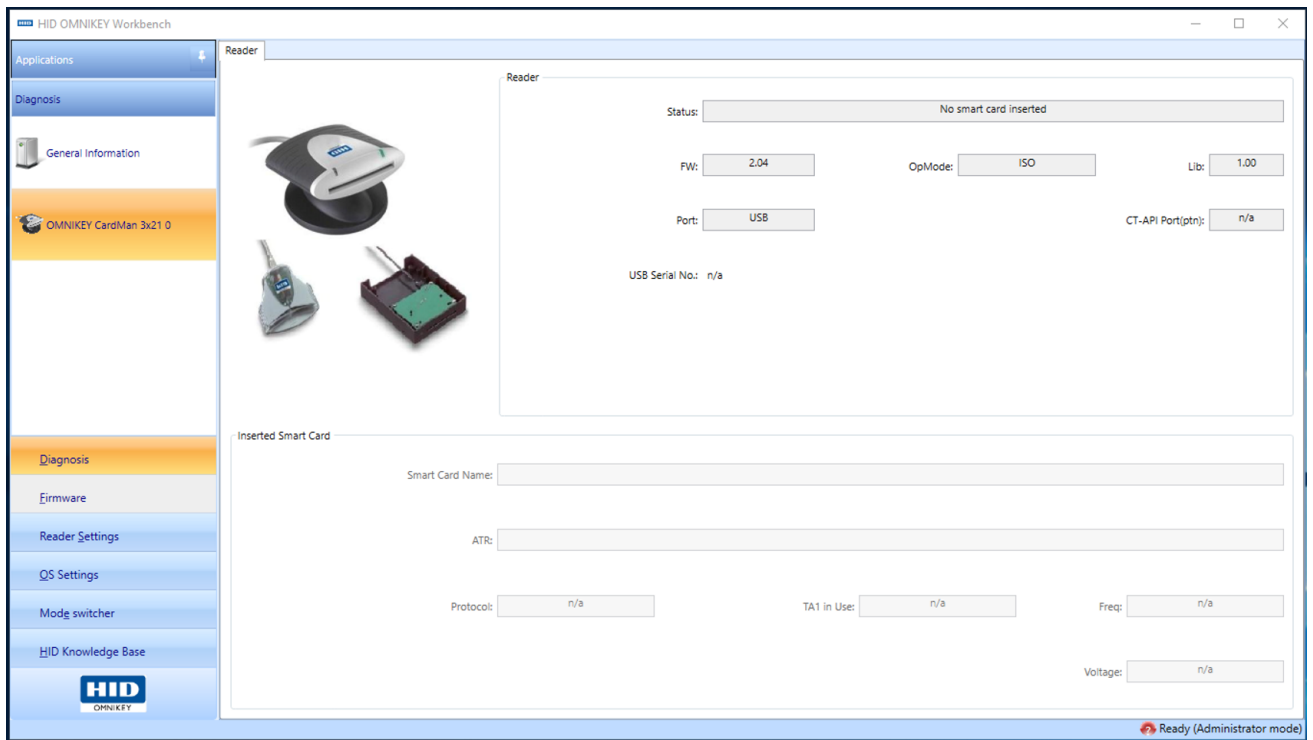 HID HID OMNIKEY Workbench
Applications
Diagnosis
General Information
OMNIKEY CardMan 3x21 0
Diagnosis
Firmware
Reader Settings
OS Settings
Mode switcher
HID Knowledge Base
HID
OMNIKEY
Reader
HID
HID
Reader
Status: No smart card inserted
FW: 2.04 OpMode: ISO Lib: 1.00
Port: USB CT-API Port(ptn): n/a
USB Serial No.: n/a
Inserted Smart Card
Smart Card Name:
ATR:
Protocol: n/a TA1 in Use: n/a Freq: n/a
Voltage: n/a
Ready (Administrator mode)